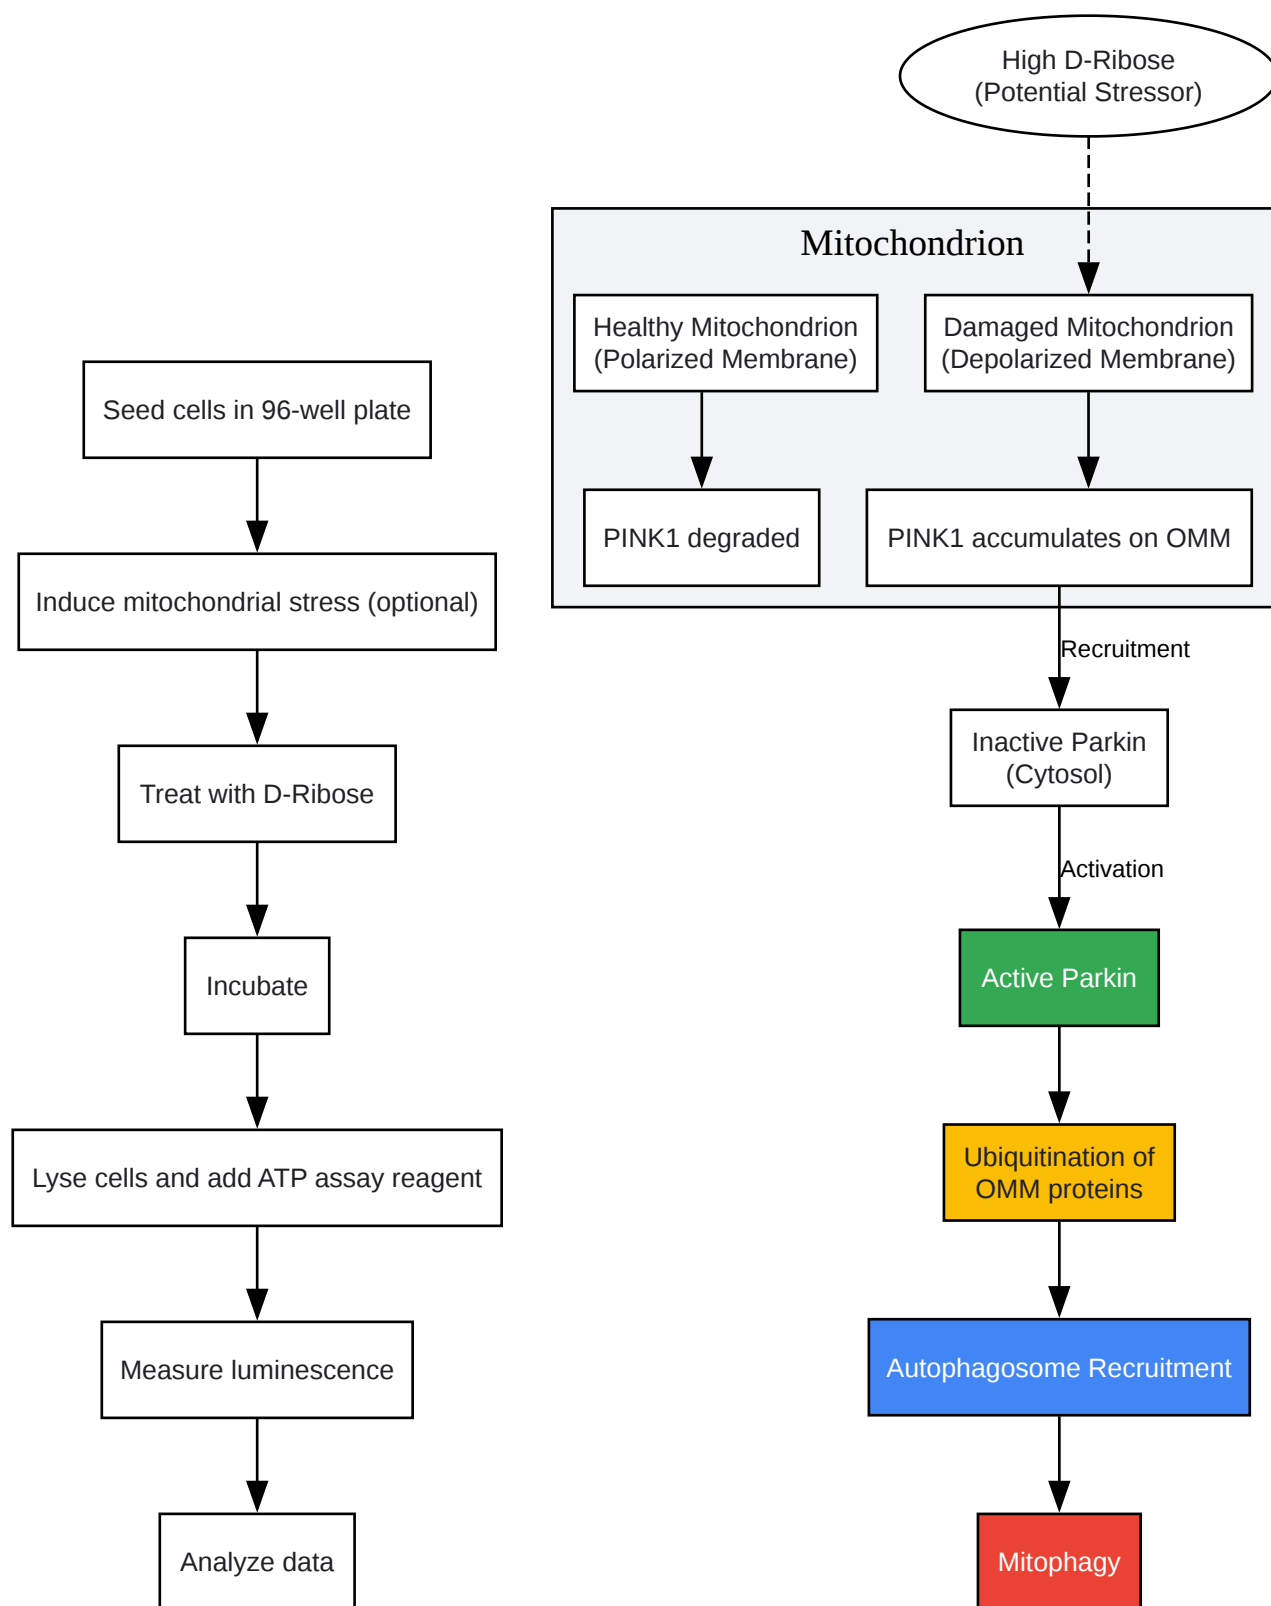 Seed cells in 96-well plate
Induce mitochondrial stress (optional)
Treat with D-Ribose
Incubate
Lyse cells and add ATP assay reagent
Measure luminescence
Analyze data
High D-Ribose
(Potential Stressor)
Mitochondrion
Healthy Mitochondrion
(Polarized Membrane)
Damaged Mitochondrion
(Depolarized Membrane)
PINK1 degraded
PINK1 accumulates on OMM
Recruitment
Inactive Parkin
(Cytosol)
Activation
Active Parkin
Ubiquitination of
OMM proteins
Autophagosome Recruitment
Mitophagy